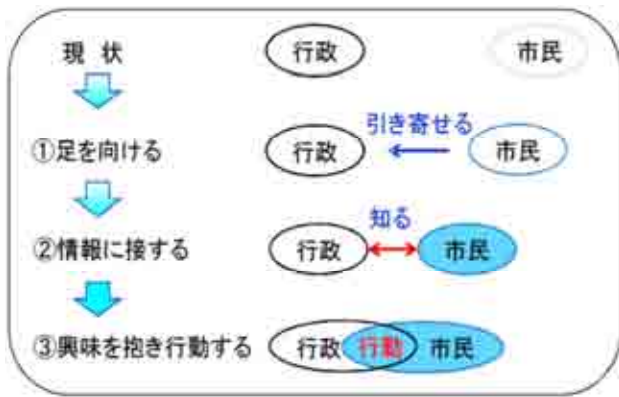 現 状 行政 市民
引き寄せる
①足を向ける 行政 市民
知る
②情報に接する 行政 市民
③興味を抱き行動する 行政 行動 市民